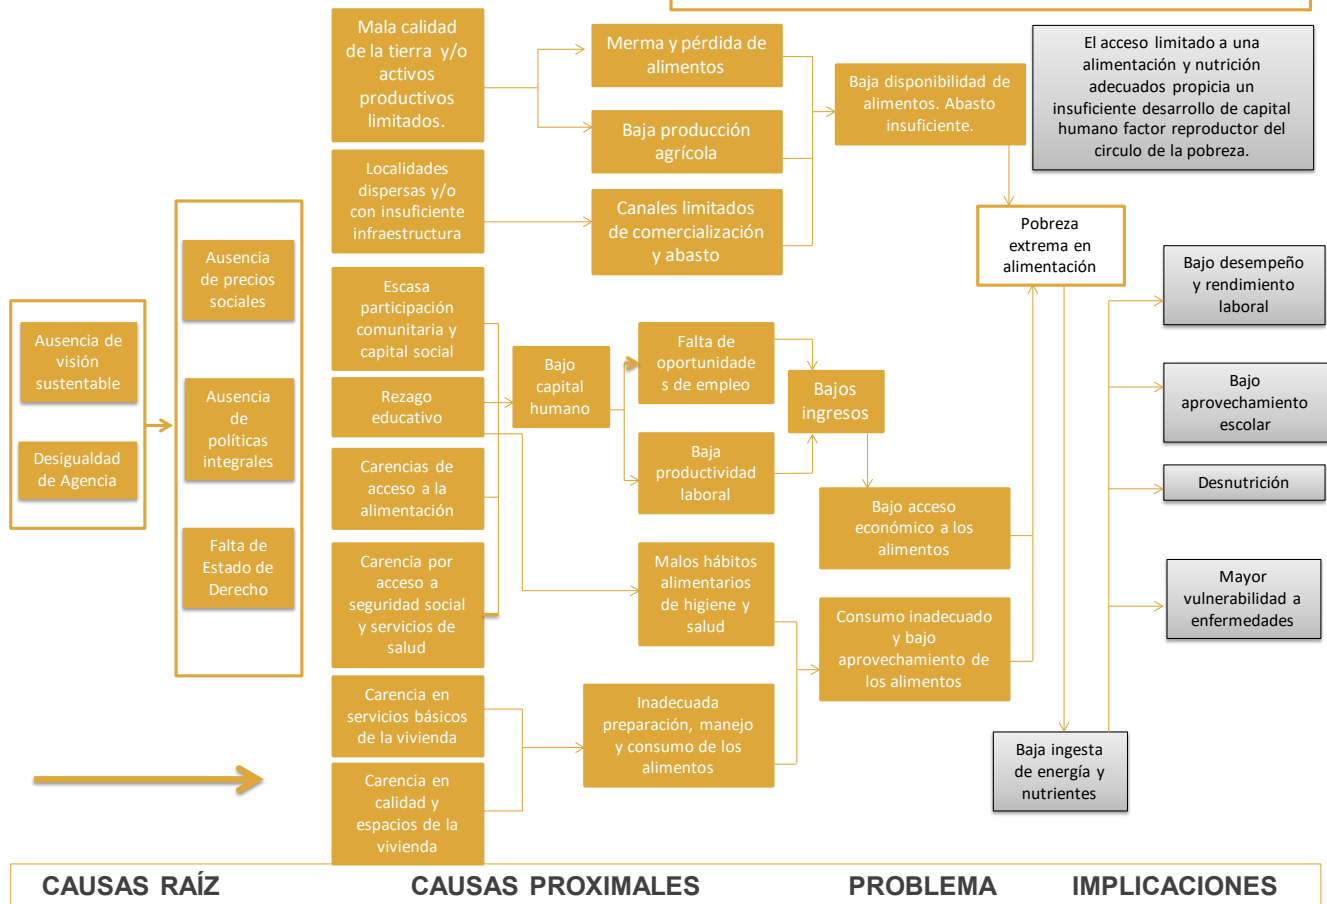 Ausencia de
visión
sustentable
Desigualdad
de Agencia
Ausencia
de precios
sociales
Ausencia
de
políticas
integrales
Falta de
Estado de
Derecho
Mala calidad
de la tierra y/o
activos
productivos
limitados.
Localidades
dispersas y/o
con insuficiente
infraestructura
Escasa
participación
comunitaria y
capital social
Rezago
educativo
Carencias de
acceso a la
alimentación
Carencia por
acceso a
seguridad social
y servicios de
salud
Carencia en
servicios básicos
de la vivienda
Carencia en
calidad y
espacios de la
vivienda
Bajo
capital
humano
Merma y pérdida de
alimentos
Baja producción
agrícola
Canales limitados
de comercialización
y abasto
Falta de
oportunidade
s de empleo
Baja
productividad
laboral
Malos hábitos
alimentarios
de higiene y
salud
Inadecuada
preparación, manejo
y consumo de los
alimentos
Bajos
ingresos
Baja disponibilidad de
alimentos. Abasto
insuficiente.
Bajo acceso
económico a los
alimentos
Consumo inadecuado
y bajo
aprovechamiento de
los alimentos
Pobreza
extrema en
alimentación
El acceso limitado a una
alimentación y nutrición
adecuados propicia un
insuficiente desarrollo de capital
humano factor reproductor del
circulo de la pobreza.
Baja ingesta
de energía y
nutrientes
Bajo desempeño
y rendimiento
laboral
Bajo
aprovechamiento
escolar
Desnutrición
Mayor
vulnerabilidad a
enfermedades
CAUSAS RAÍZ CAUSAS PROXIMALES PROBLEMA IMPLICACIONES